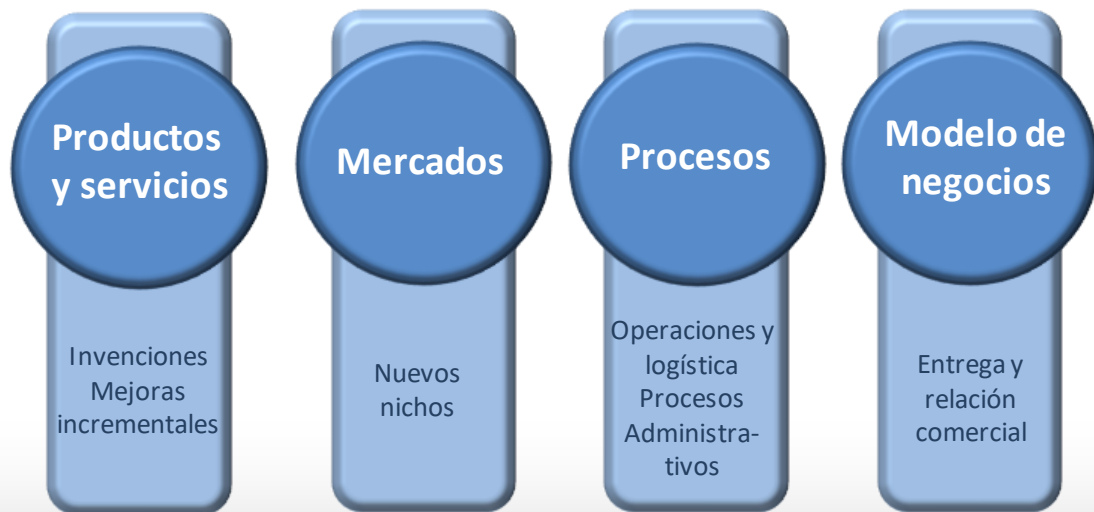 Productos
y servicios
Invenciones
Mejoras
incrementales
Mercados
Nuevos
nichos
Procesos
Operaciones y
logística
Procesos
Administra-
tivos
Modelo de
negocios
Entrega y
relación
comercial